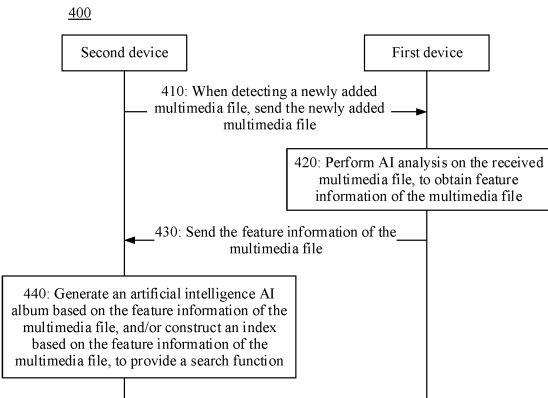 400
Second device
First device
410: When detecting a newly added
multimedia file, send the newly added
multimedia file
420: Perform AI analysis on the received
multimedia file, to obtain feature
information of the multimedia file
430: Send the feature information of the
multimedia file
440: Generate an artificial intelligence AI
album based on the feature information of the
multimedia file, and/or construct an index
based on the feature information of the
multimedia file, to provide a search function